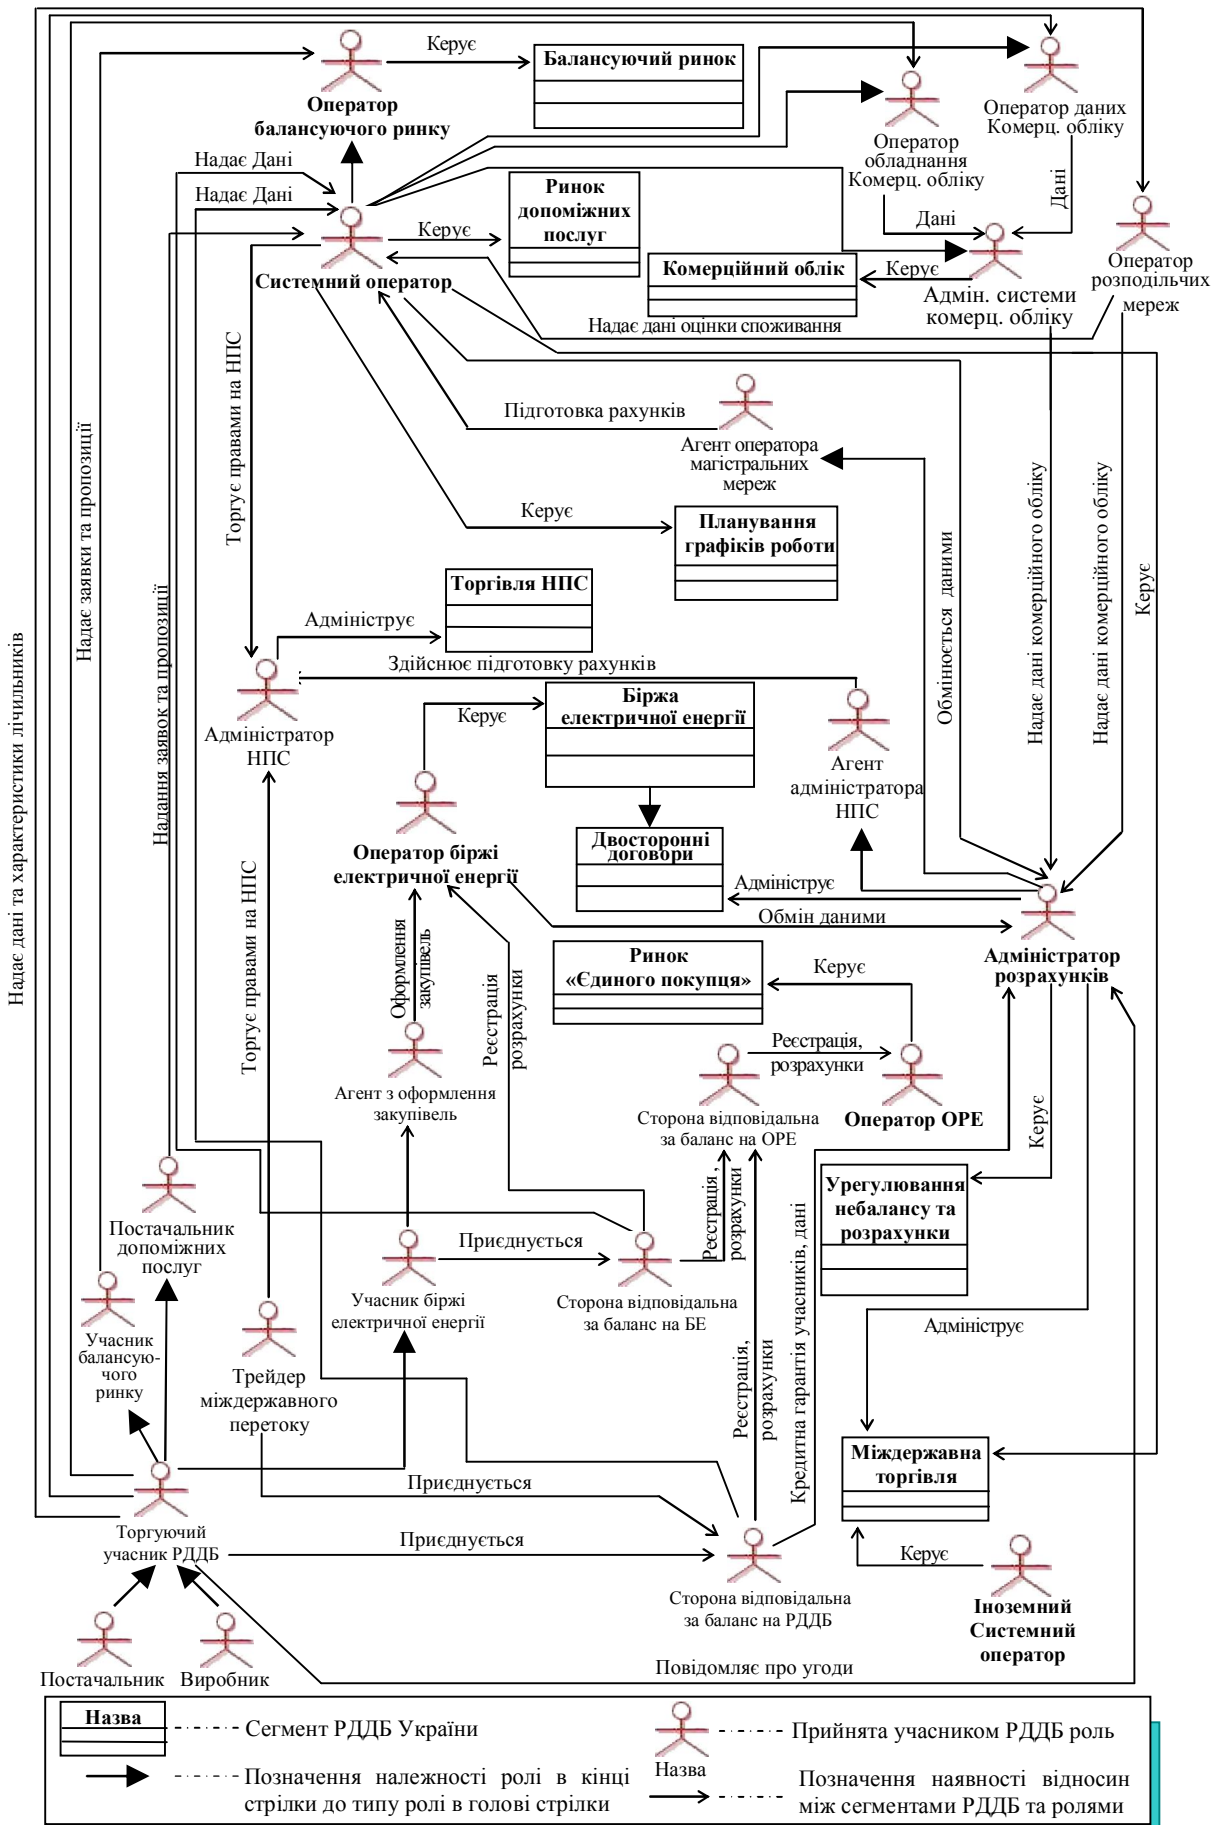 Керує
Балансуючий ринок
Оператор
балансуючого ринку
Оператор даних
Комерц. обліку
Оператор
обладнання
Комерц. обліку
Надає Дані
Надає Дані
Ринок
допоміжних
послуг
Керує
Дані
Дані
Системний оператор
Комерційний облік
Керує
Адмін. системи
комерц. обліку
Оператор
розподільчих
мереж
Надає дані оцінки споживання
Торгує правами на НПС
Підготовка рахунків
Агент оператора
магістральних
мереж
Надає заявки та пропозиції
Надання заявок та пропозиції
Надає дані та характеристики лічильників
Керує
Планування
графіків роботи
Обмінюється даними
Надає дані комерційного обліку
Надає дані комерційного обліку
Керує
Торгівля НПС
Адмініструє
Здійснює підготовку рахунків
Адміністратор
НПС
Керує
Біржа
електричної енергії
Агент
адміністратора
НПС
Оператор біржі
електричної енергії
Двосторонні
договори
Адмініструє
Обмін даними
Адміністратор
розрахунків
Торгує правами на НПС
Оформлення
закупівель
Реєстрація
розрахунки
Ринок
«Єдиного покупця»
Керує
Реєстрація,
розрахунки
Агент з оформлення
закупівель
Сторона відповідальна
за баланс на ОРЕ
Оператор ОРЕ
Керує
Постачальник
допоміжних
послуг
Реєстрація ,
розрахунки
Урегулювання
небалансу та
розрахунки
Приєднується
Учасник біржі
електричної енергії
Сторона відповідальна
за баланс на БЕ
Учасник
балансую-
чого
ринку
Трейдер
міждержавного
перетоку
Реєстрація,
розрахунки
Кредитна гарантія учасників, дані
Адмініструє
Міждержавна
торгівля
Приєднується
Торгуючий
учасник РДДБ
Приєднується
Сторона відповідальна
за баланс на РДДБ
Керує
Іноземний
Системний
оператор
Постачальник
Виробник
Повідомляє про угоди
Назва
Сегмент РДДБ України
Прийнята учасником РДДБ роль
Назва
Позначення належності ролі в кінці
стрілки до типу ролі в голові стрілки
Позначення наявності відносин
між сегментами РДДБ та ролями